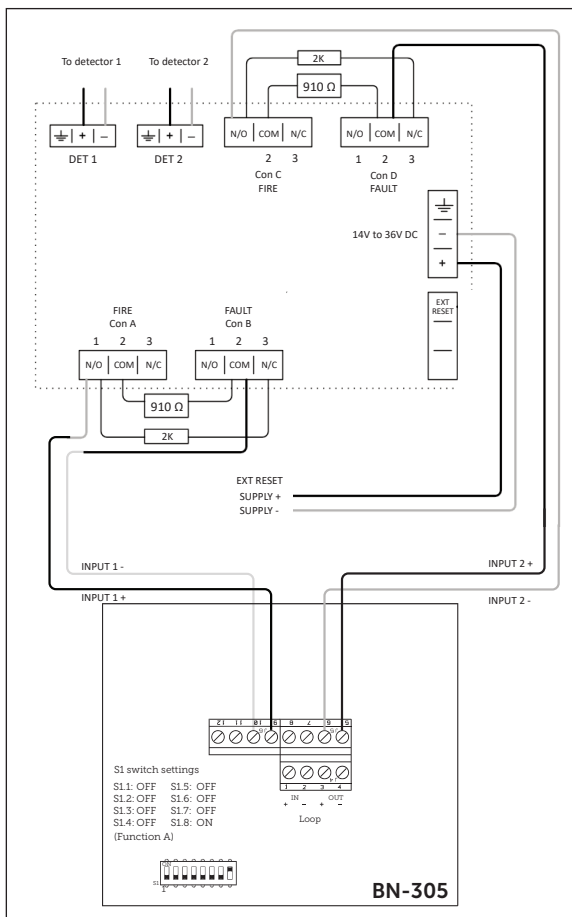 To detector 1 To detector 2
2K
910 Ω
+ – + – N/O COM N/C N/O COM N/C
DET 1 DET 2 2 3 1 2 3
Con C Con D
FIRE FAULT
14V to 36V DC
–
+
EXT
RESET
FIRE FAULT
Con A Con B
1 2 3 1 2 3
N/O COM N/C N/O COM N/C
910 Ω
2K
EXT RESET
SUPPLY +
SUPPLY -
INPUT 1 - INPUT 2 +
INPUT 1 + INPUT 2 -
12 11 10 9 8 7 6 5
1 2 3 4
IN OUT
+ – + –
Loop
S1 switch settings
S1.1: OFF S1.5: OFF
S1.2: OFF S1.6: OFF
S1.3: OFF S1.7: OFF
S1.4: OFF S1.8: ON
(Function A)
ON
S1
1
BN-305